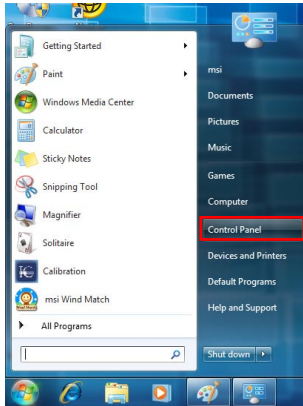 Getting Started
Paint
Windows Media Center
Calculator
Sticky Notes
Snipping Tool
Magnifier
Solitaire
Calibration
msi Wind Match
All Programs
msi
Documents
Pictures
Music
Games
Computer
Control Panel
Devices and Printers
Default Programs
Help and Support
Shut down